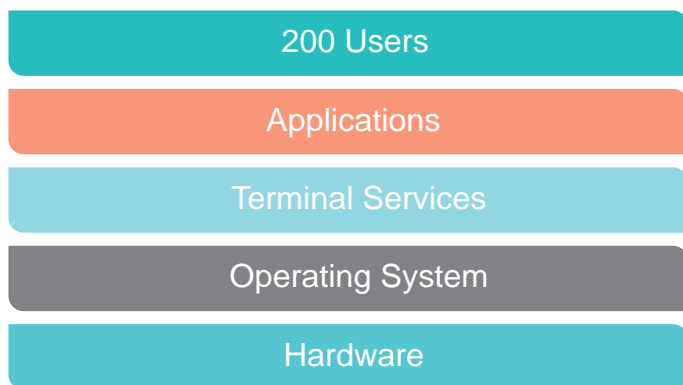 200 Users
Applications
Terminal Services
Operating System
Hardware